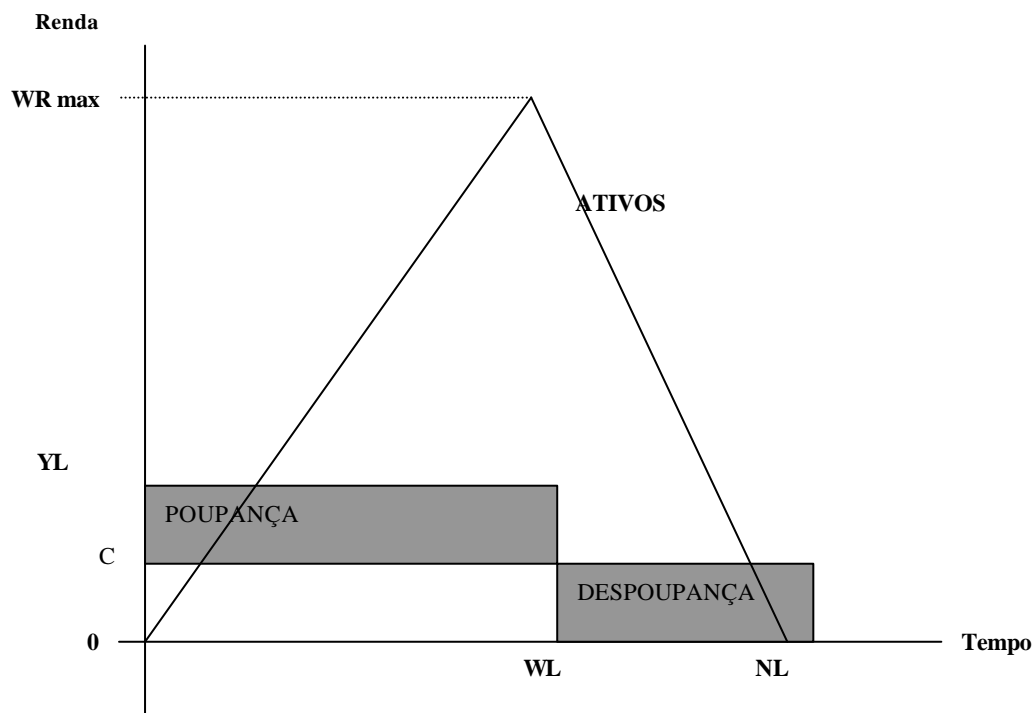 Renda
WR max
ATIVOS
YL
POUPANÇA
C
DESPOUPANÇA
0
Tempo
WL
NL